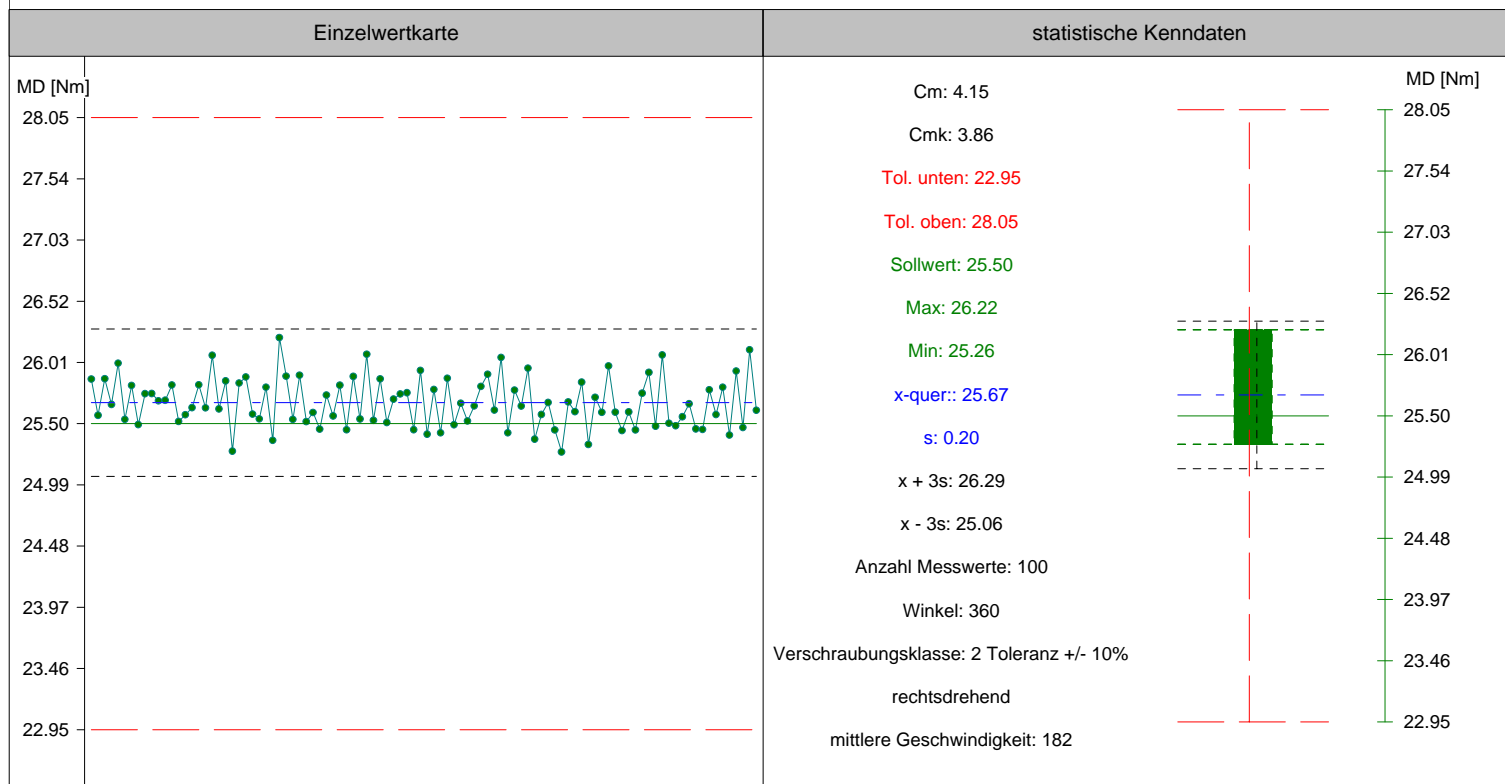 Einzelwertkarte
statistische Kenndaten
MD [Nm]
28.05
27.54
27.03
26.52
26.01
25.50
24.99
24.48
23.97
23.46
22.95
Cm: 4.15
Cmk: 3.86
Tol. unten: 22.95
Tol. oben: 28.05
Sollwert: 25.50
Max: 26.22
Min: 25.26
x-quer:: 25.67
s: 0.20
x + 3s: 26.29
x - 3s: 25.06
Anzahl Messwerte: 100
Winkel: 360
Verschraubungsklasse: 2 Toleranz +/- 10%
rechtsdrehend
mittlere Geschwindigkeit: 182
MD [Nm]
28.05
27.54
27.03
26.52
26.01
25.50
24.99
24.48
23.97
23.46
22.95